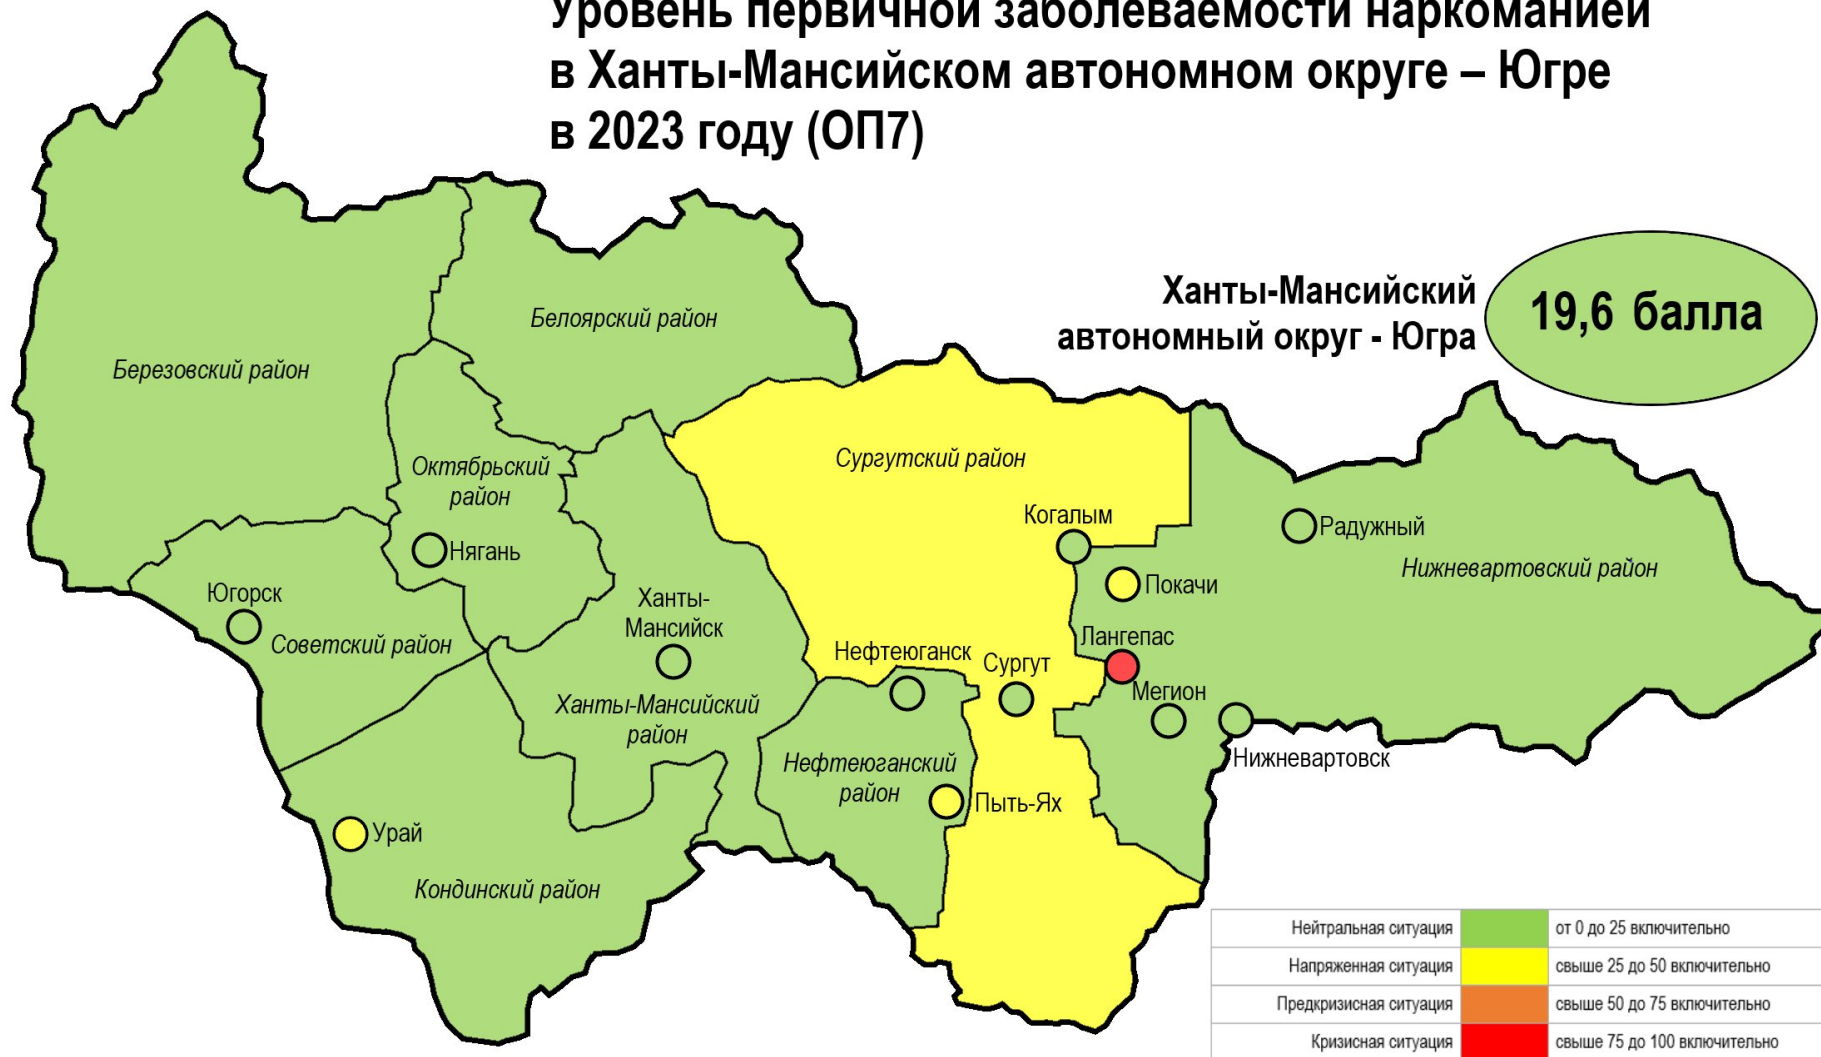 Уровень первичной заболеваемости наркоманией
в Ханты-Мансийском автономном округе – Югре
в 2023 году (ОП7)
Ханты-Мансийский
автономный округ - Югра
19,6 балла
Белоярский район
Березовский район
Октябрьский
район
Сургутский район
Когалым
Радужный
Нягань
Нижневартовский район
Покачи
Югорск
Ханты-
Мансийск
Советский район
Лангепас
Нефтеюганск
Сургут
Мегион
Ханты-Мансийский
район
Нижневартовск
Нефтеюганский
район
Пыть-Ях
Урай
Кондинский район
Нейтральная ситуация от 0 до 25 включительно
Напряженная ситуация свыше 25 до 50 включительно
Предкризисная ситуация свыше 50 до 75 включительно
Кризисная ситуация свыше 75 до 100 включительно